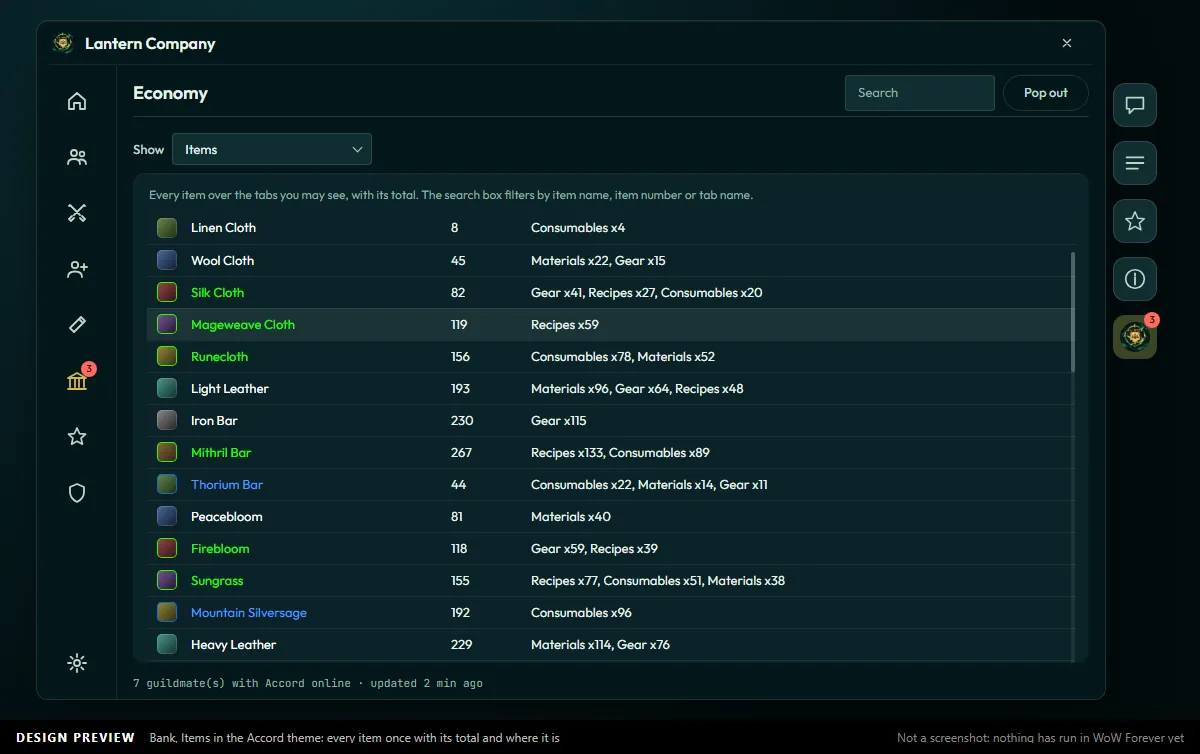 Lantern Company
Economy
Search
Pop out
Show
Items
Every item over the tabs you may see, with its total. The search box filters by item name, item number or tab name.
Linen Cloth 8 Consumables x4
Wool Cloth 45 Materials x22, Gear x15
Silk Cloth 82 Gear x41, Recipes x27, Consumables x20
Mageweave Cloth 119 Recipes x59
Runecloth 156 Consumables x78, Materials x52
Light Leather 193 Materials x96, Gear x64, Recipes x48
Iron Bar 230 Gear x115
Mithril Bar 267 Recipes x133, Consumables x89
Thorium Bar 44 Consumables x22, Materials x14, Gear x11
Peacebloom 81 Materials x40
Firebloom 118 Gear x59, Recipes x39
Sungrass 155 Recipes x77, Consumables x51, Materials x38
Mountain Silversage 192 Consumables x96
Heavy Leather 229 Materials x114, Gear x76
3
3
7 guildmate(s) with Accord online · updated 2 min ago
DESIGN PREVIEW Bank, Items in the Accord theme: every item once with its total and where it is
Not a screenshot: nothing has run in WoW Forever yet